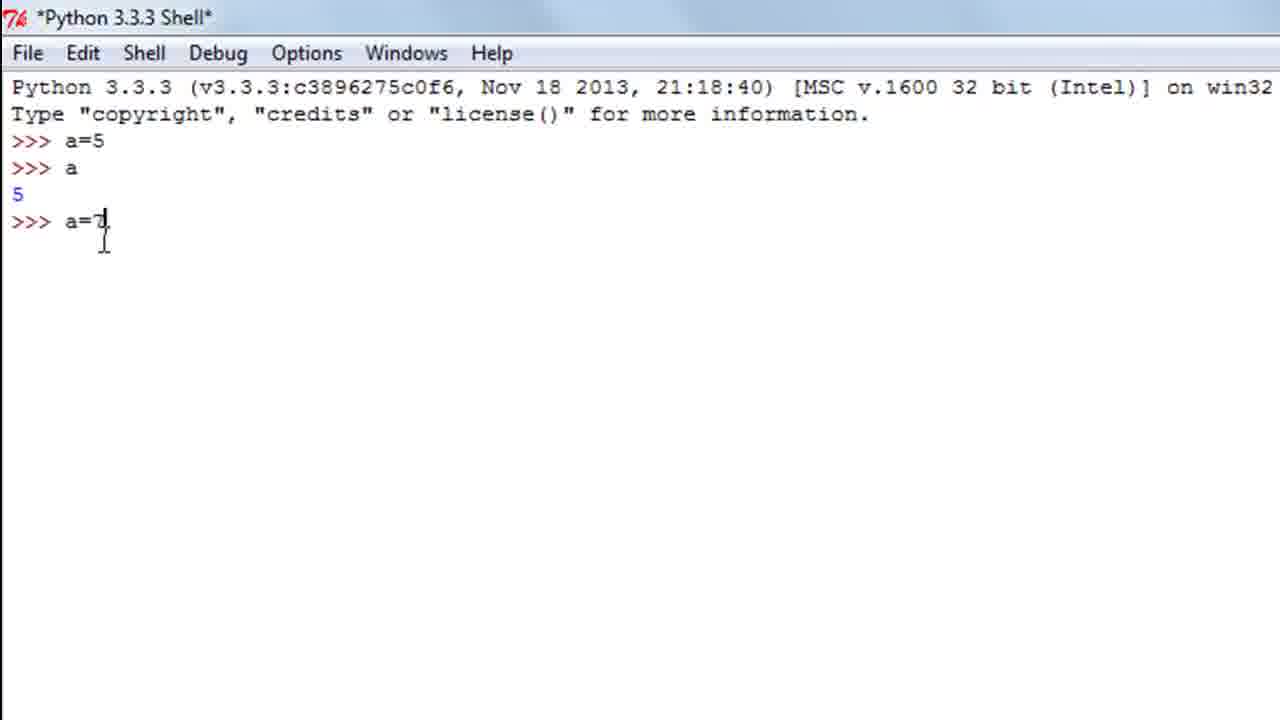 *Python 3.3.3 Shell*
File Edit Shell Debug Options Windows Help
Python 3.3.3 (v3.3.3:c3896275c0f6, Nov 18 2013, 21:18:40) [MSC v.1600 32 bit (Intel)] on win32
Type "copyright", "credits" or "license()" for more information.
>>> a=5
>>> a
5
>>> a=7